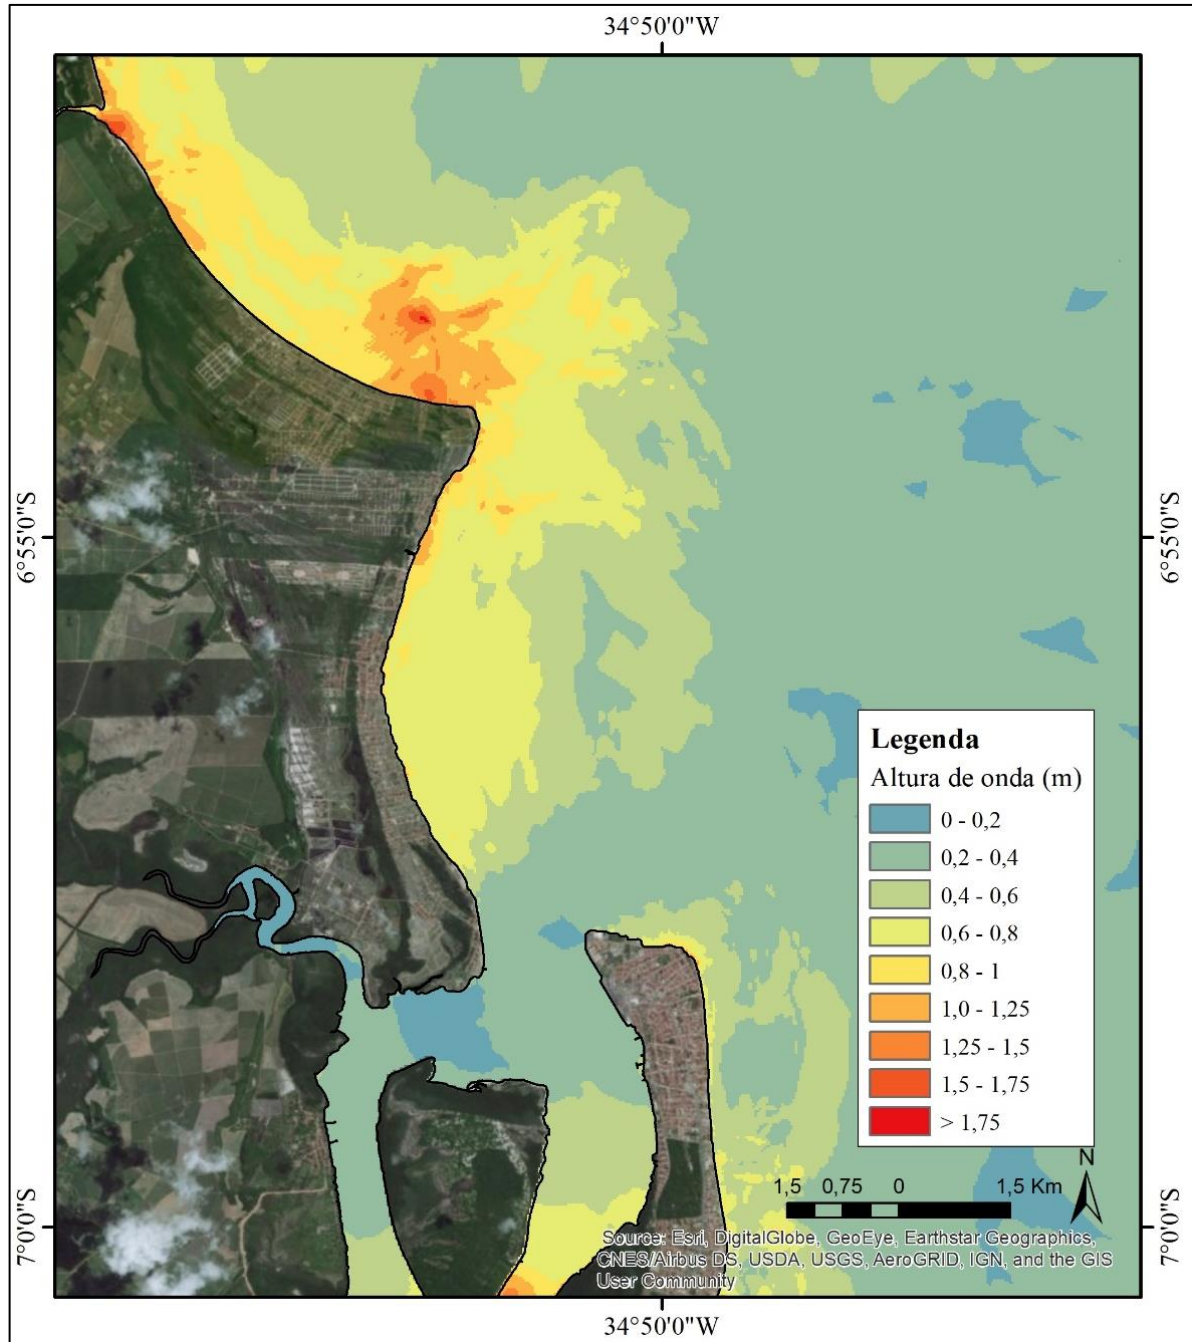 34°50'0"W
6°55'0"S
6°55'0"S
Legenda
Altura de onda (m)
0 - 0,2
0,2 - 0,4
0,4 - 0,6
0,6 - 0,8
0,8 - 1
1,0 - 1,25
1,25 - 1,5
1,5 - 1,75
> 1,75
N
1,5 0,75 0 1,5 Km
7°0'0"S
7°0'0"S
Source: Esri, DigitalGlobe, GeoEye, Earthstar Geographics,
CNES/Airbus DS, USDA, USGS, AeroGRID, IGN, and the GIS
User Community
34°50'0"W